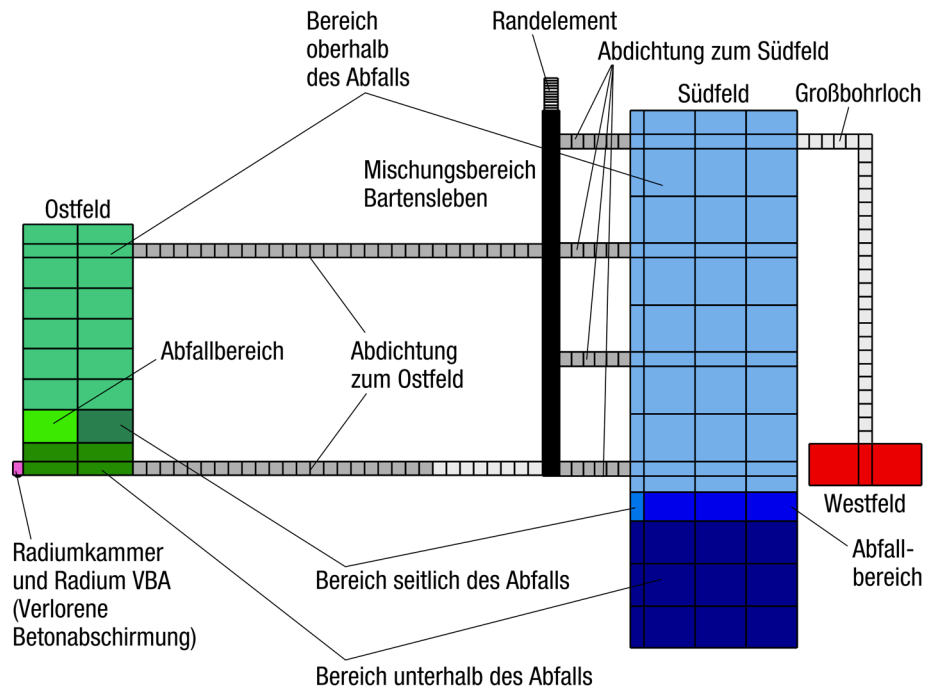 Bereich
oberhalb
des Abfalls
Randelement
Abdichtung zum Südfeld
Südfeld
Großbohrloch
Mischungsbereich
Bartensleben
Ostfeld
Abfallbereich
Abdichtung
zum Ostfeld
Westfeld
Radiumkammer
und Radium VBA
(Verlorene
Betonabschirmung)
Bereich seitlich des Abfalls
Abfall-
bereich
Bereich unterhalb des Abfalls